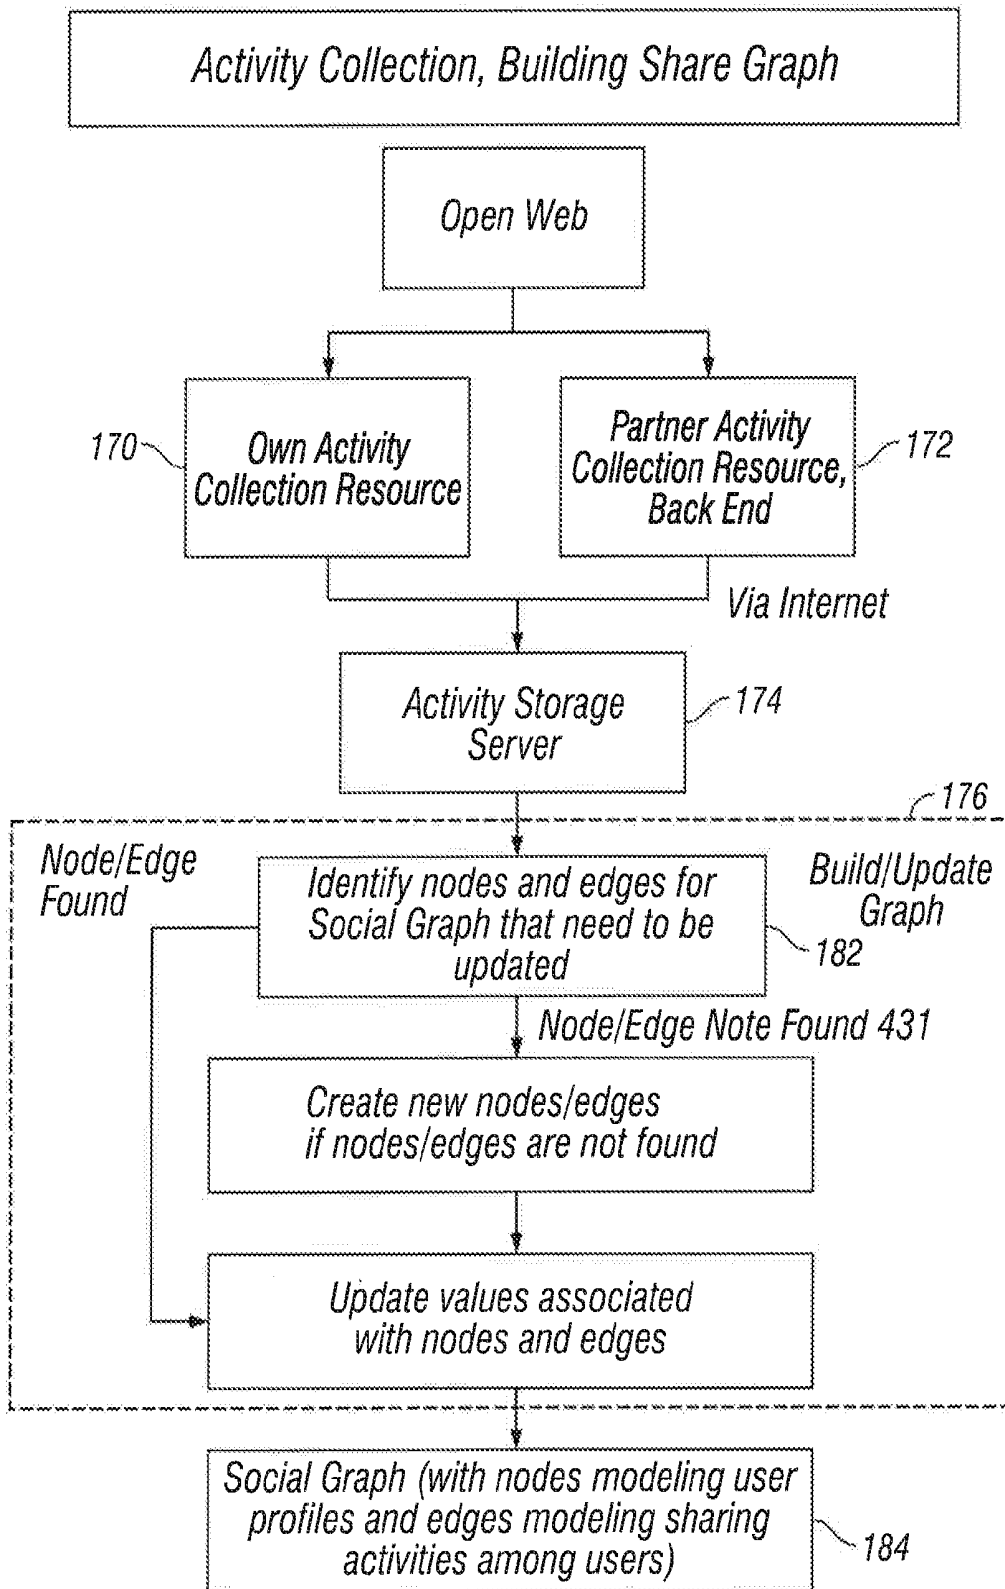 Activity Collection, Building Share Graph
Open Web
170
Own Activity
Collection Resource
Partner Activity
Collection Resource,
Back End
172
Via Internet
Activity Storage
Server
174
176
Node/Edge
Found
Build/Update
Graph
Identify nodes and edges for
Social Graph that need to be
updated
182
Node/Edge Note Found 431
Create new nodes/edges
if nodes/edges are not found
Update values associated
with nodes and edges
Social Graph (with nodes modeling user
profiles and edges modeling sharing
activities among users)
184